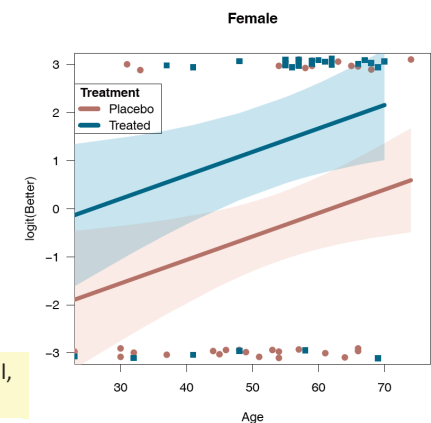 Female
Treatment
Placebo
Treated
logit(Better)
3
2
1
0
−1
−2
−3
30 40 50 60 70
Age
l,